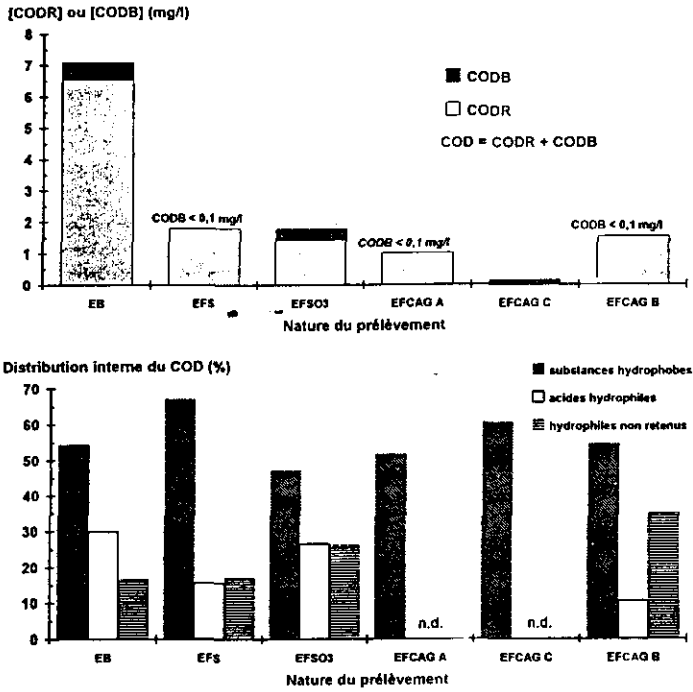 [CODR] ou [CODB] (mg/l)
8
7
6
5
4
3
2
1
0
CODB
CODR
COD = CODR + CODB
CODB < 0,1 mg/l
CODB < 0,1 mg/l
CODB < 0,1 mg/l
EB
EFS
EFSO3
EFCAG A
EFCAG C
EFCAG B
Nature du prélèvement
Distribution interne du COD (%)
70
60
50
40
30
20
10
0
substances hydrophobes
acides hydrophiles
hydrophiles non retenus
n.d.
n.d.
EB
EFS
EFSO3
EFCAG A
EFCAG C
EFCAG B
Nature du prélèvement